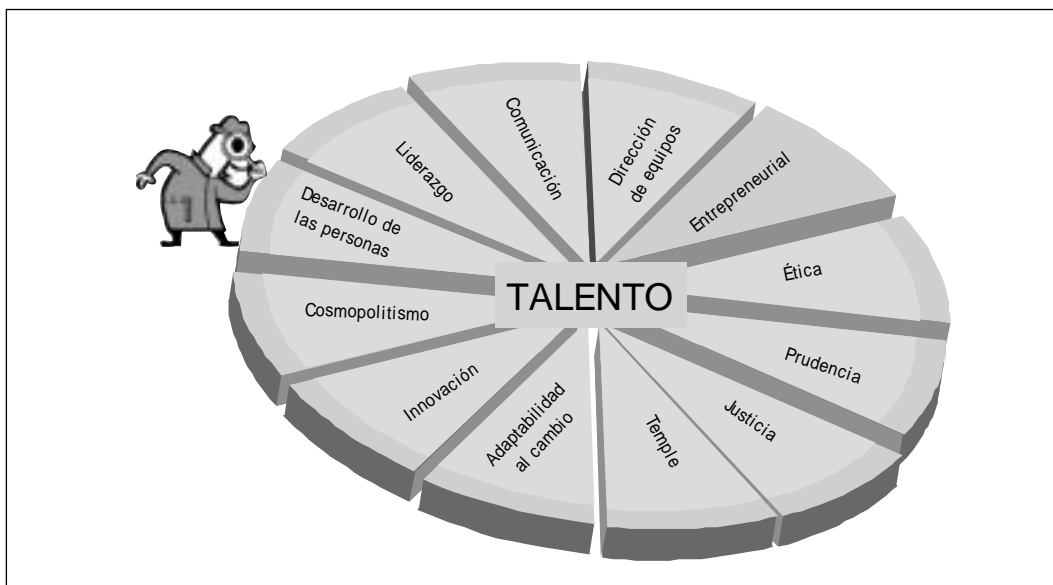 Comunicación
Dirección
de equipos
Entrepreneurial
Liderazgo
Desarrollo de
las personas
Ética
TALENTO
Cosmopolitismo
Prudencia
Innovación
Justicia
Adaptabilidad
al cambio
Temple